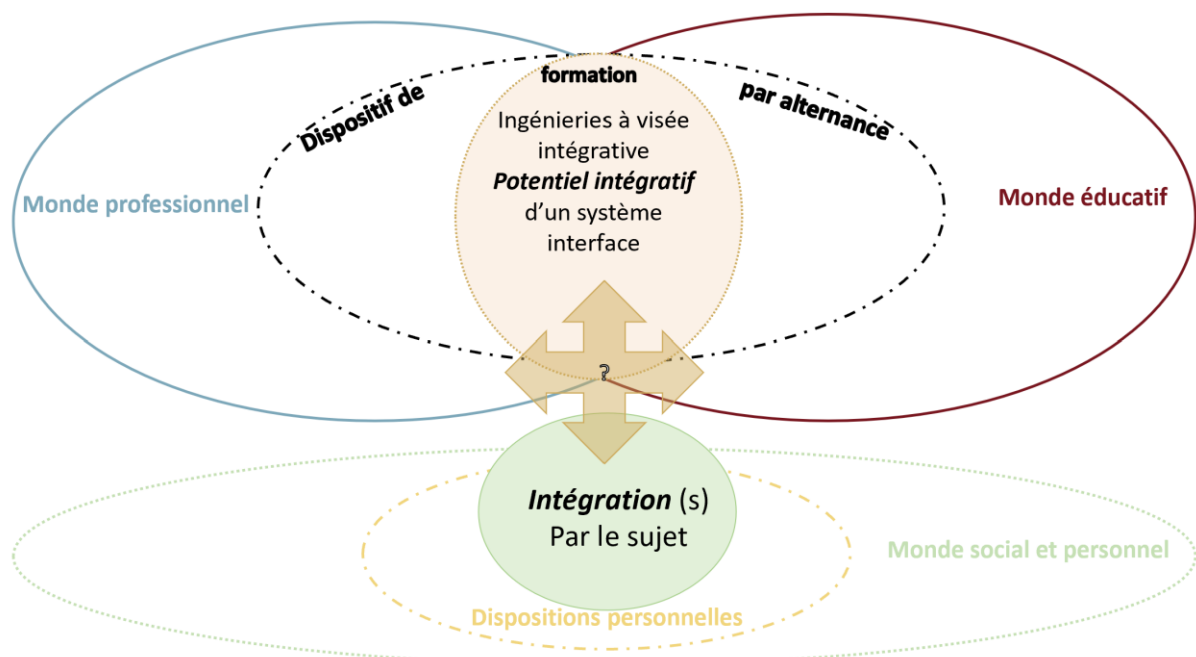 Dispositif de
formation
par alternance
Ingénieries à visée
intégrative
Potentiel intégratif
d’un système
interface
Monde professionnel
Monde éducatif
?
Intégration (s)
Par le sujet
Monde social et personnel
Dispositions personnelles